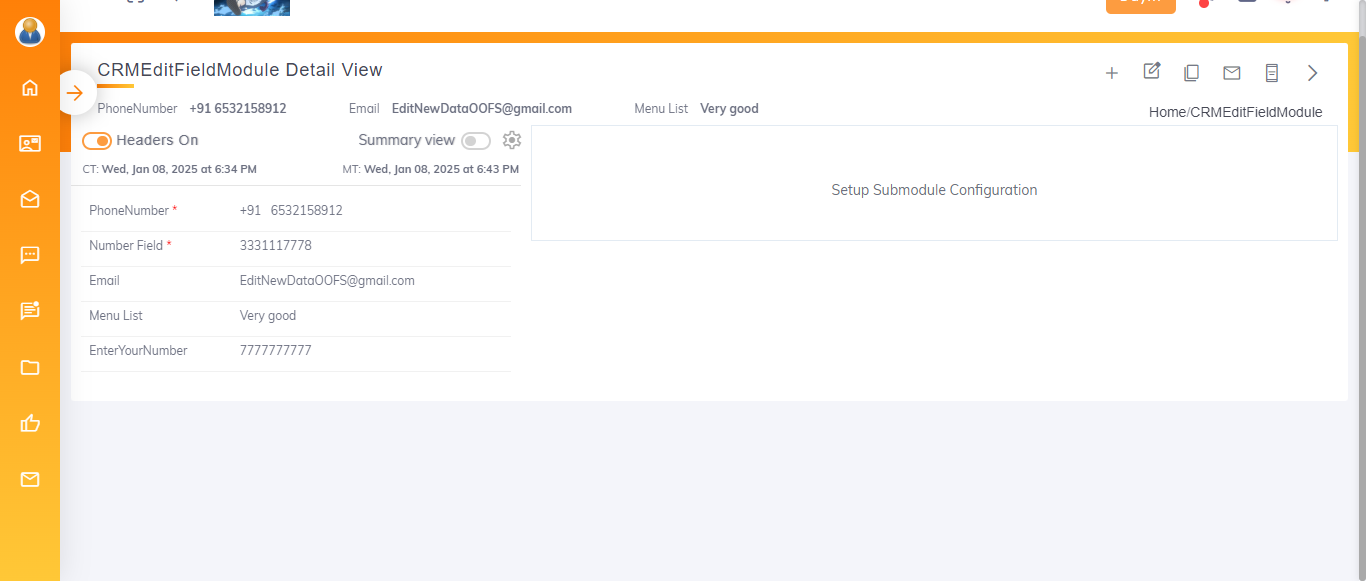 CRMEditFieldModule Detail View
PhoneNumber +91 6532158912 Email EditNewDataOOFS@gmail.com Menu List Very good
Home/CRMEditFieldModule
Headers On Summary view
CT: Wed, Jan 08, 2025 at 6:34 PM MT: Wed, Jan 08, 2025 at 6:43 PM
Setup Submodule Configuration
PhoneNumber * +91 6532158912
Number Field * 3331117778
Email EditNewDataOOFS@gmail.com
Menu List Very good
EnterYourNumber 7777777777